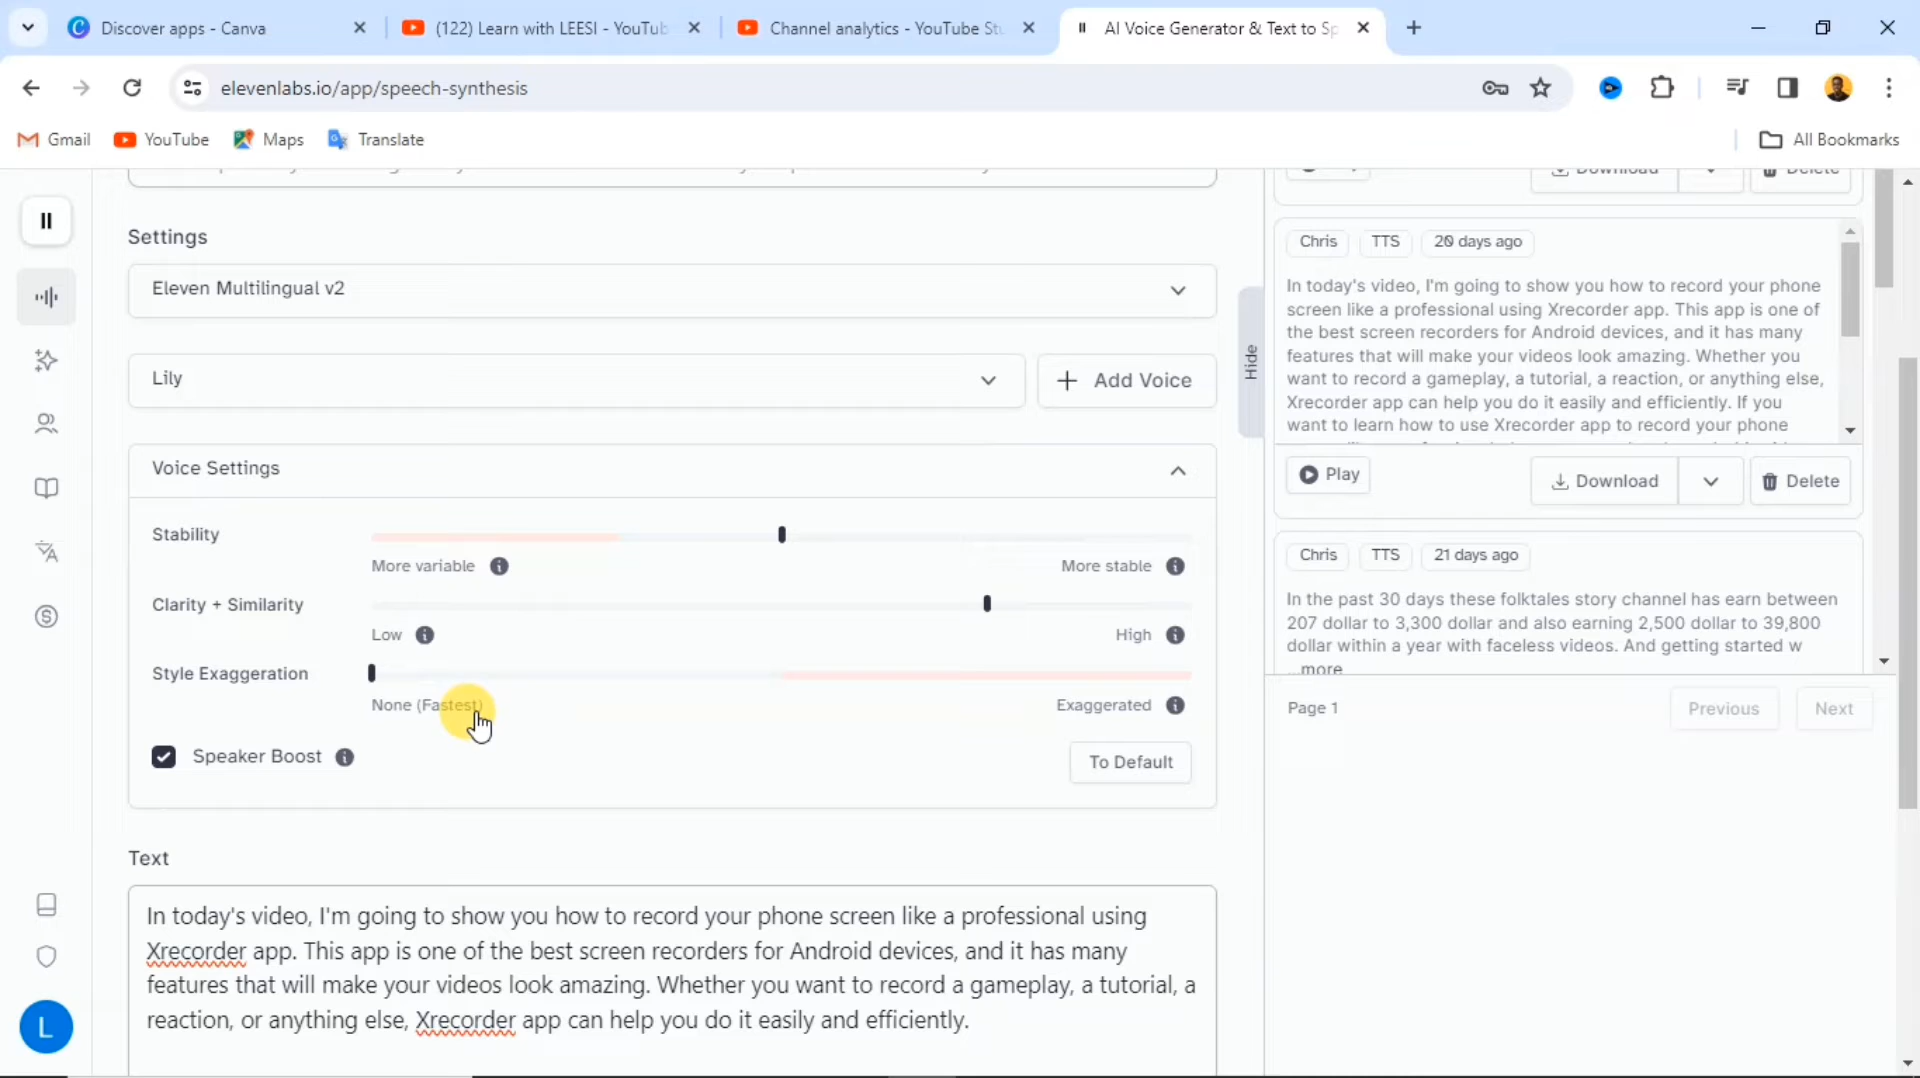 Discover apps - Canva
(122) Learn with LEESI - YouTub
Channel analytics - YouTube Stu
AI Voice Generator & Text to Sp
elevenlabs.io/app/speech-synthesis
Gmail
YouTube
Maps
Translate
All Bookmarks
Settings
Eleven Multilingual v2
Lily
Add Voice
Voice Settings
Stability
More variable
More stable
Clarity + Similarity
Low
High
Style Exaggeration
None (Fastest)
Exaggerated
Speaker Boost
To Default
Text
In today's video, I'm going to show you how to record your phone screen like a professional using
Xrecorder app. This app is one of the best screen recorders for Android devices, and it has many
features that will make your videos look amazing. Whether you want to record a gameplay, a tutorial, a
reaction, or anything else, Xrecorder app can help you do it easily and efficiently.
L
Hide
Download
Delete
Chris
TTS
20 days ago
In today's video, I'm going to show you how to record your phone
screen like a professional using Xrecorder app. This app is one of
the best screen recorders for Android devices, and it has many
features that will make your videos look amazing. Whether you
want to record a gameplay, a tutorial, a reaction, or anything else,
Xrecorder app can help you do it easily and efficiently. If you
want to learn how to use Xrecorder app to record your phone
Play
Download
Delete
Chris
TTS
21 days ago
In the past 30 days these folktales story channel has earn between
207 dollar to 3,300 dollar and also earning 2,500 dollar to 39,800
dollar within a year with faceless videos. And getting started w
...more
Page 1
Previous
Next